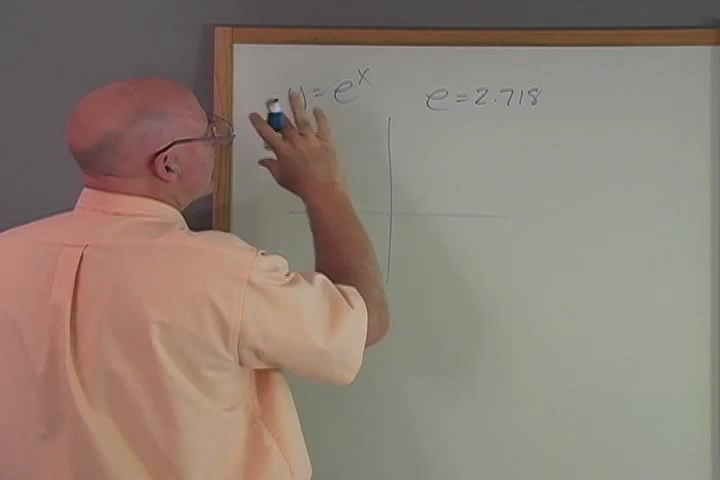 y = e^x
e = 2.718